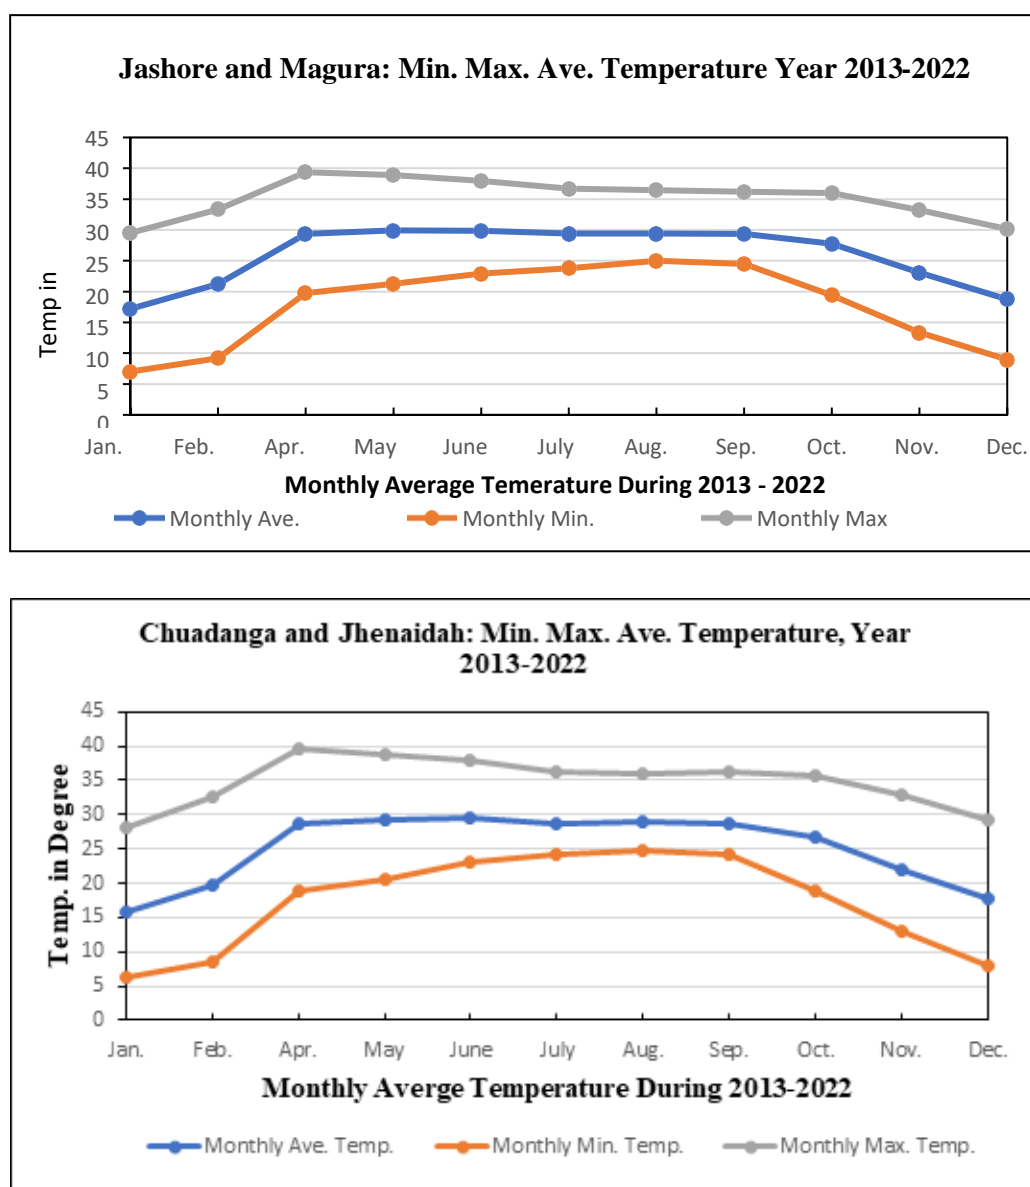 Jashore and Magura: Min. Max. Ave. Temperature Year 2013-2022
45
40
35
30
25
20
15
10
5
0
Temp in
Jan. Feb. Apr. May June July Aug. Sep. Oct. Nov. Dec.
Monthly Average Temerature During 2013 - 2022
Monthly Ave. Monthly Min. Monthly Max
Chuadanga and Jhenaidah: Min. Max. Ave. Temperature, Year
2013-2022
45
40
35
30
25
20
15
10
5
0
Temp. in Degree
Jan. Feb. Apr. May June July Aug. Sep. Oct. Nov. Dec.
Monthly Averge Temperature During 2013-2022
Monthly Ave. Temp. Monthly Min. Temp. Monthly Max. Temp.